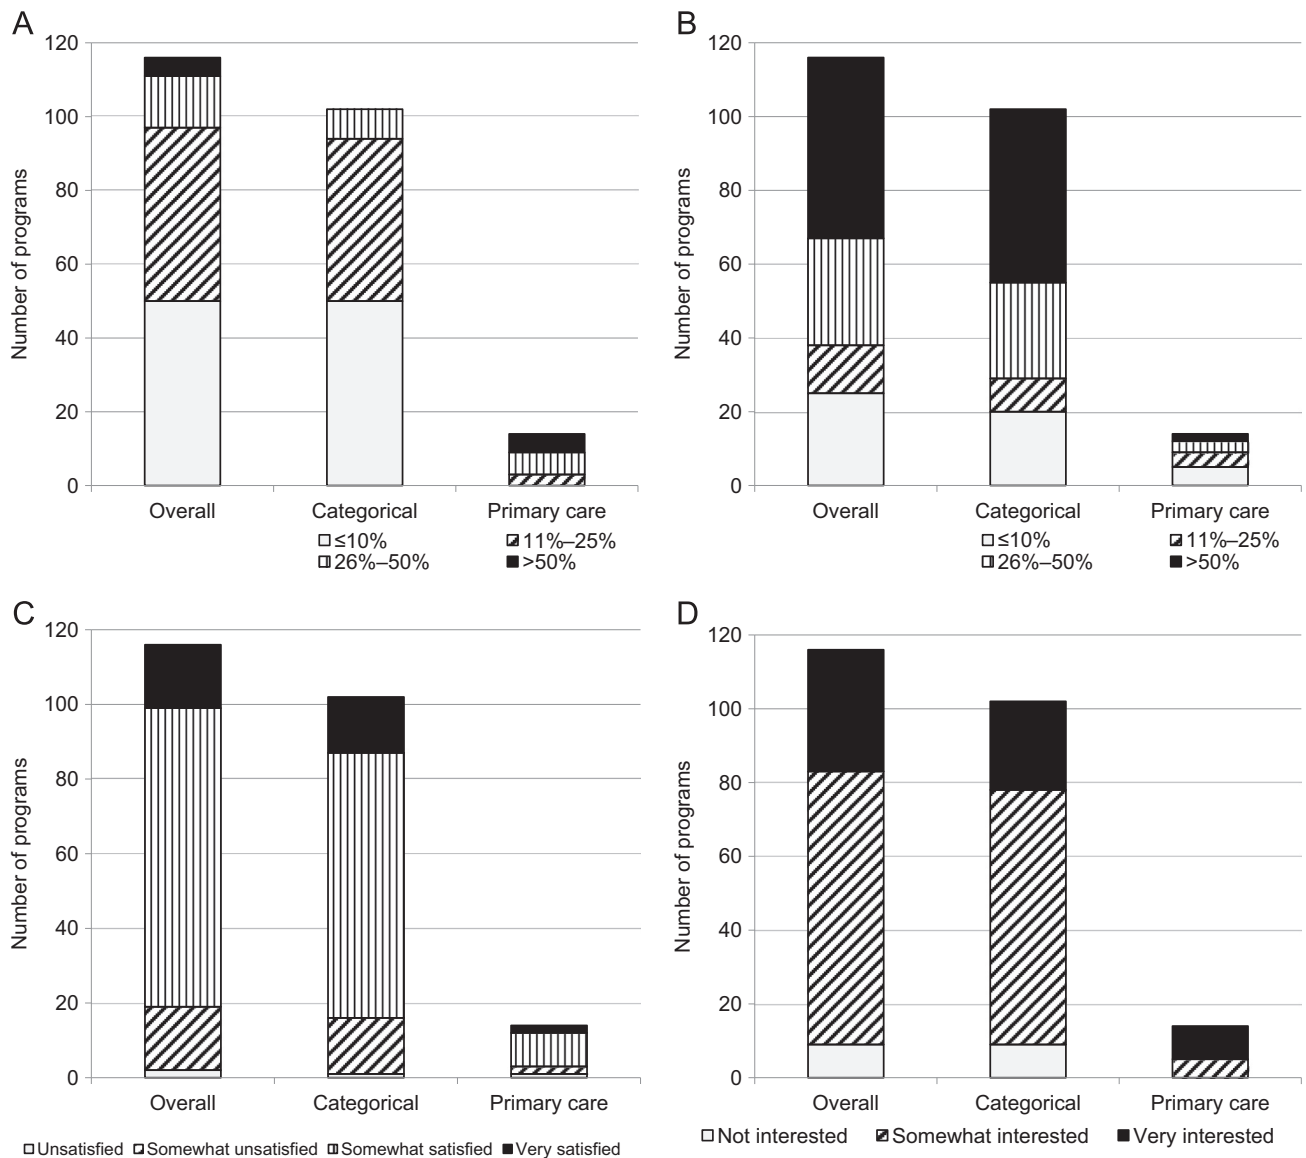 A
Number of programs
120
100
80
60
40
20
0
Overall Categorical Primary care
≤10% 11%–25%
26%–50% >50%
B
Number of programs
120
100
80
60
40
20
0
Overall Categorical Primary care
≤10% 11%–25%
26%–50% >50%
C
Number of programs
120
100
80
60
40
20
0
Overall Categorical Primary care
Unsatisfied Somewhat unsatisfied Somewhat satisfied Very satisfied
D
Number of programs
120
100
80
60
40
20
0
Overall Categorical Primary care
Not interested Somewhat interested Very interested